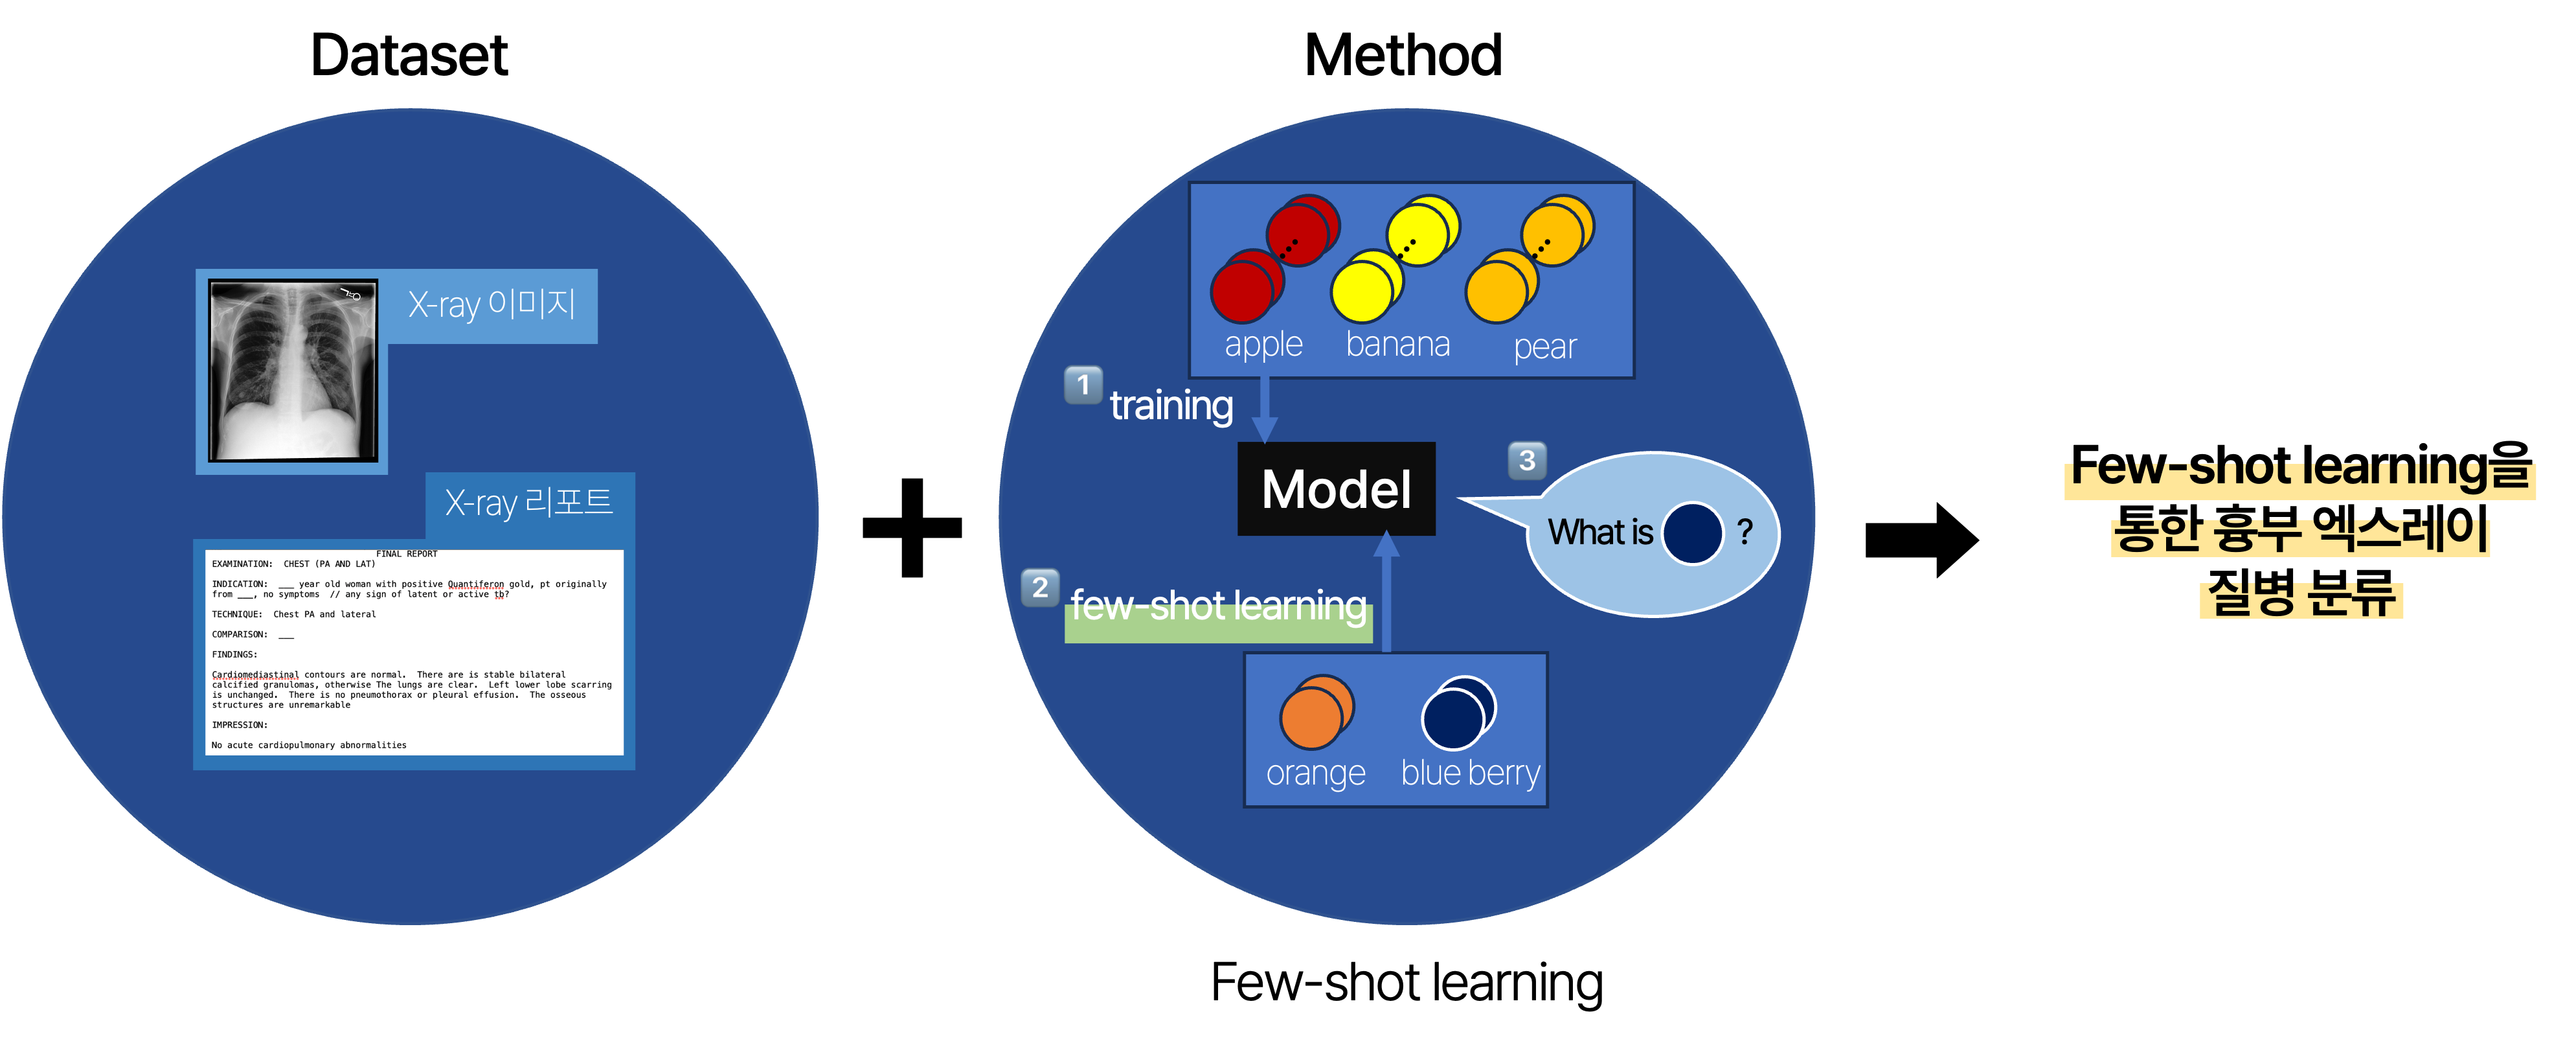 Dataset
X-ray 이미지
X-ray 리포트
FINAL REPORT
EXAMINATION:  CHEST (PA AND LAT)
INDICATION:  ___ year old woman with positive Quantiferon gold, pt originally
from ___, no symptoms  // any sign of latent or active tb?
TECHNIQUE:  Chest PA and lateral
COMPARISON:  ___
FINDINGS:
Cardiomediastinal contours are normal.  There are is stable bilateral
calcified granulomas, otherwise The lungs are clear.  Left lower lobe scarring
is unchanged.  There is no pneumothorax or pleural effusion.  The osseous
structures are unremarkable
IMPRESSION:
No acute cardiopulmonary abnormalities
+
Method
apple banana pear
1 training
Model
3
What is ?
2 few-shot learning
orange blue berry
Few-shot learning
Few-shot learning을
통한 흉부 엑스레이
질병 분류